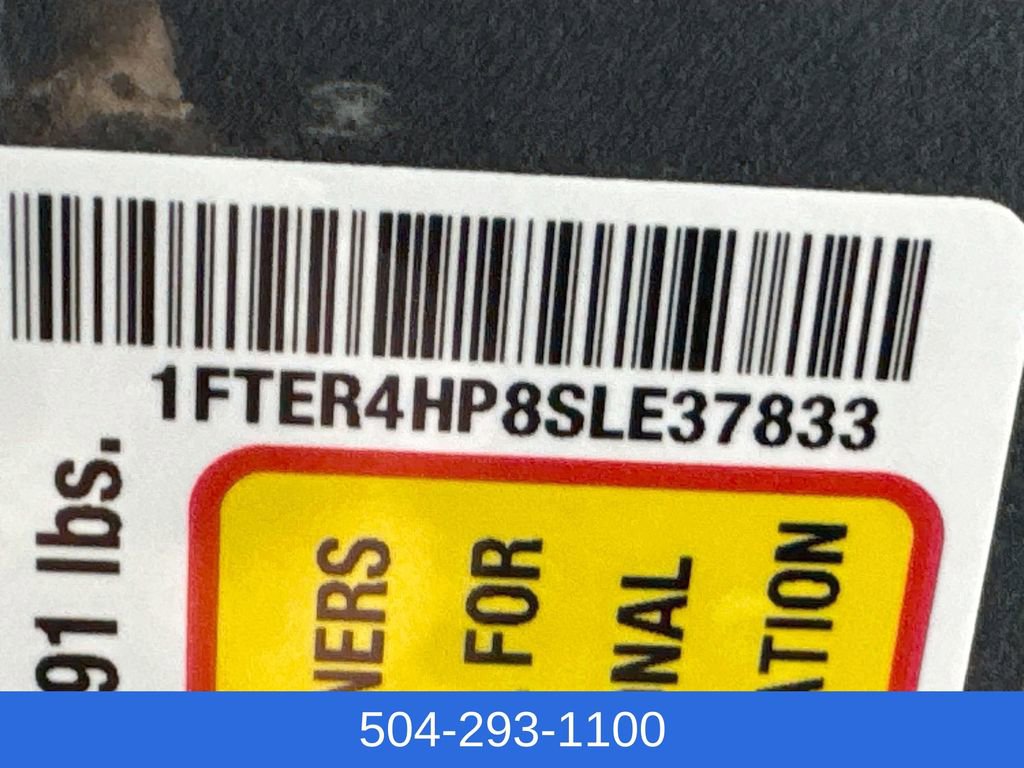 1FTER4HP8SLE37833
91 lbs.
NERS
FOR
NAL
ATION
504-293-1100